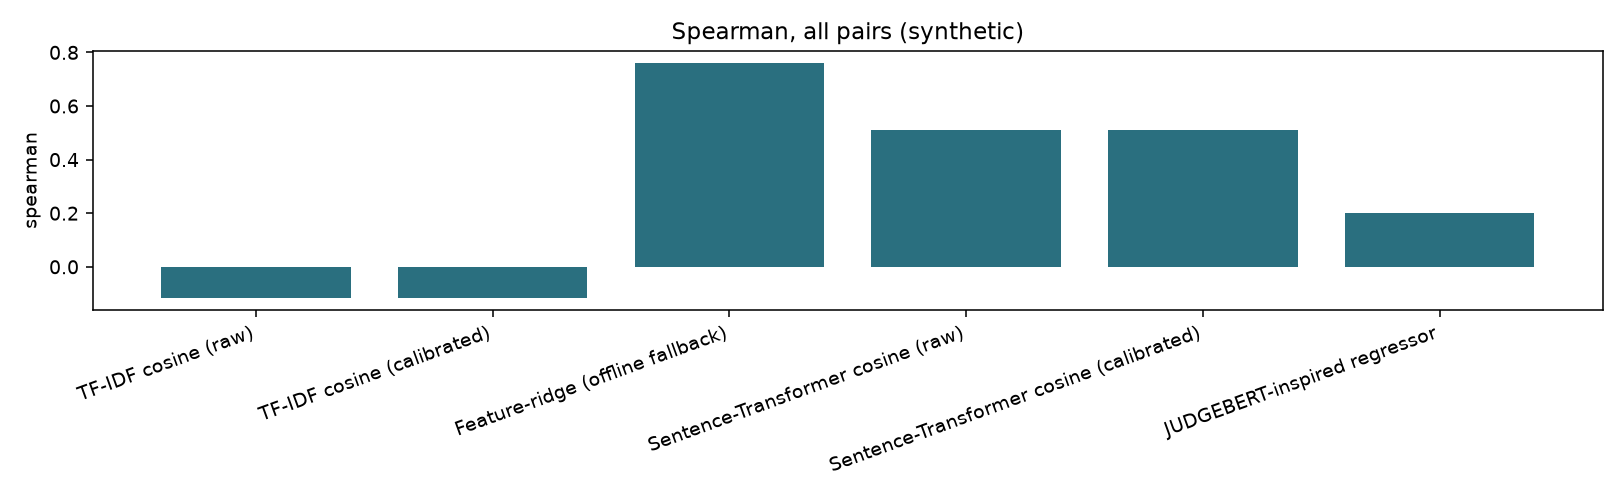 Spearman, all pairs (synthetic)
spearman
0.8
0.6
0.4
0.2
0.0
TF-IDF cosine (raw)
TF-IDF cosine (calibrated)
Feature-ridge (offline fallback)
Sentence-Transformer cosine (raw)
Sentence-Transformer cosine (calibrated)
JUDGEBERT-inspired regressor